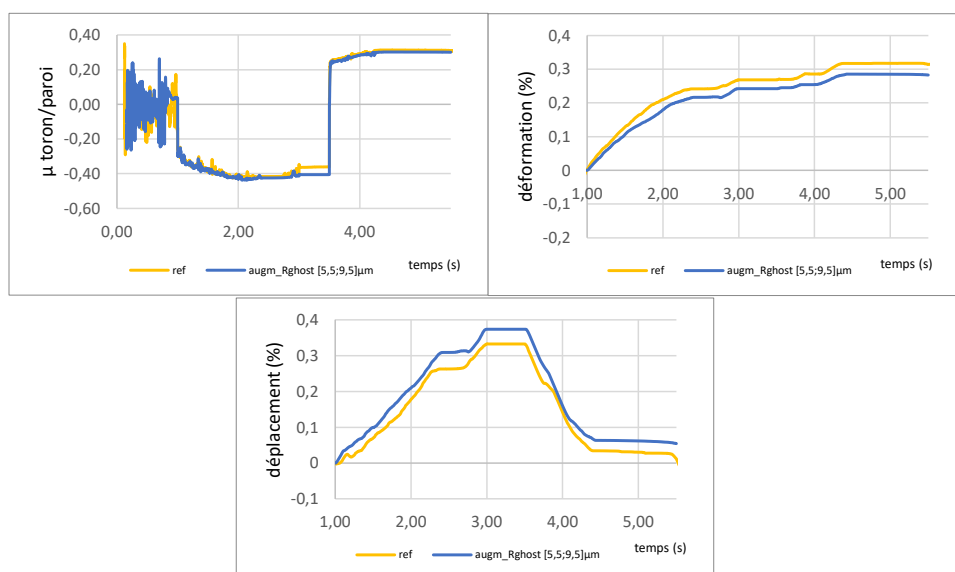 μ toron/paroi
0,40
0,20
0,00
-0,20
-0,40
-0,60
0,00 2,00 4,00
temps (s)
ref augm_Rghost [5,5;9,5]μm
déformation (%)
0,4
0,3
0,2
0,1
0
-0,1
-0,2
1,00 2,00 3,00 4,00 5,00
temps (s)
ref augm_Rghost [5,5;9,5]μm
déplacement (%)
0,4
0,3
0,2
0,1
0
-0,1
1,00 2,00 3,00 4,00 5,00
temps (s)
ref augm_Rghost [5,5;9,5]μm